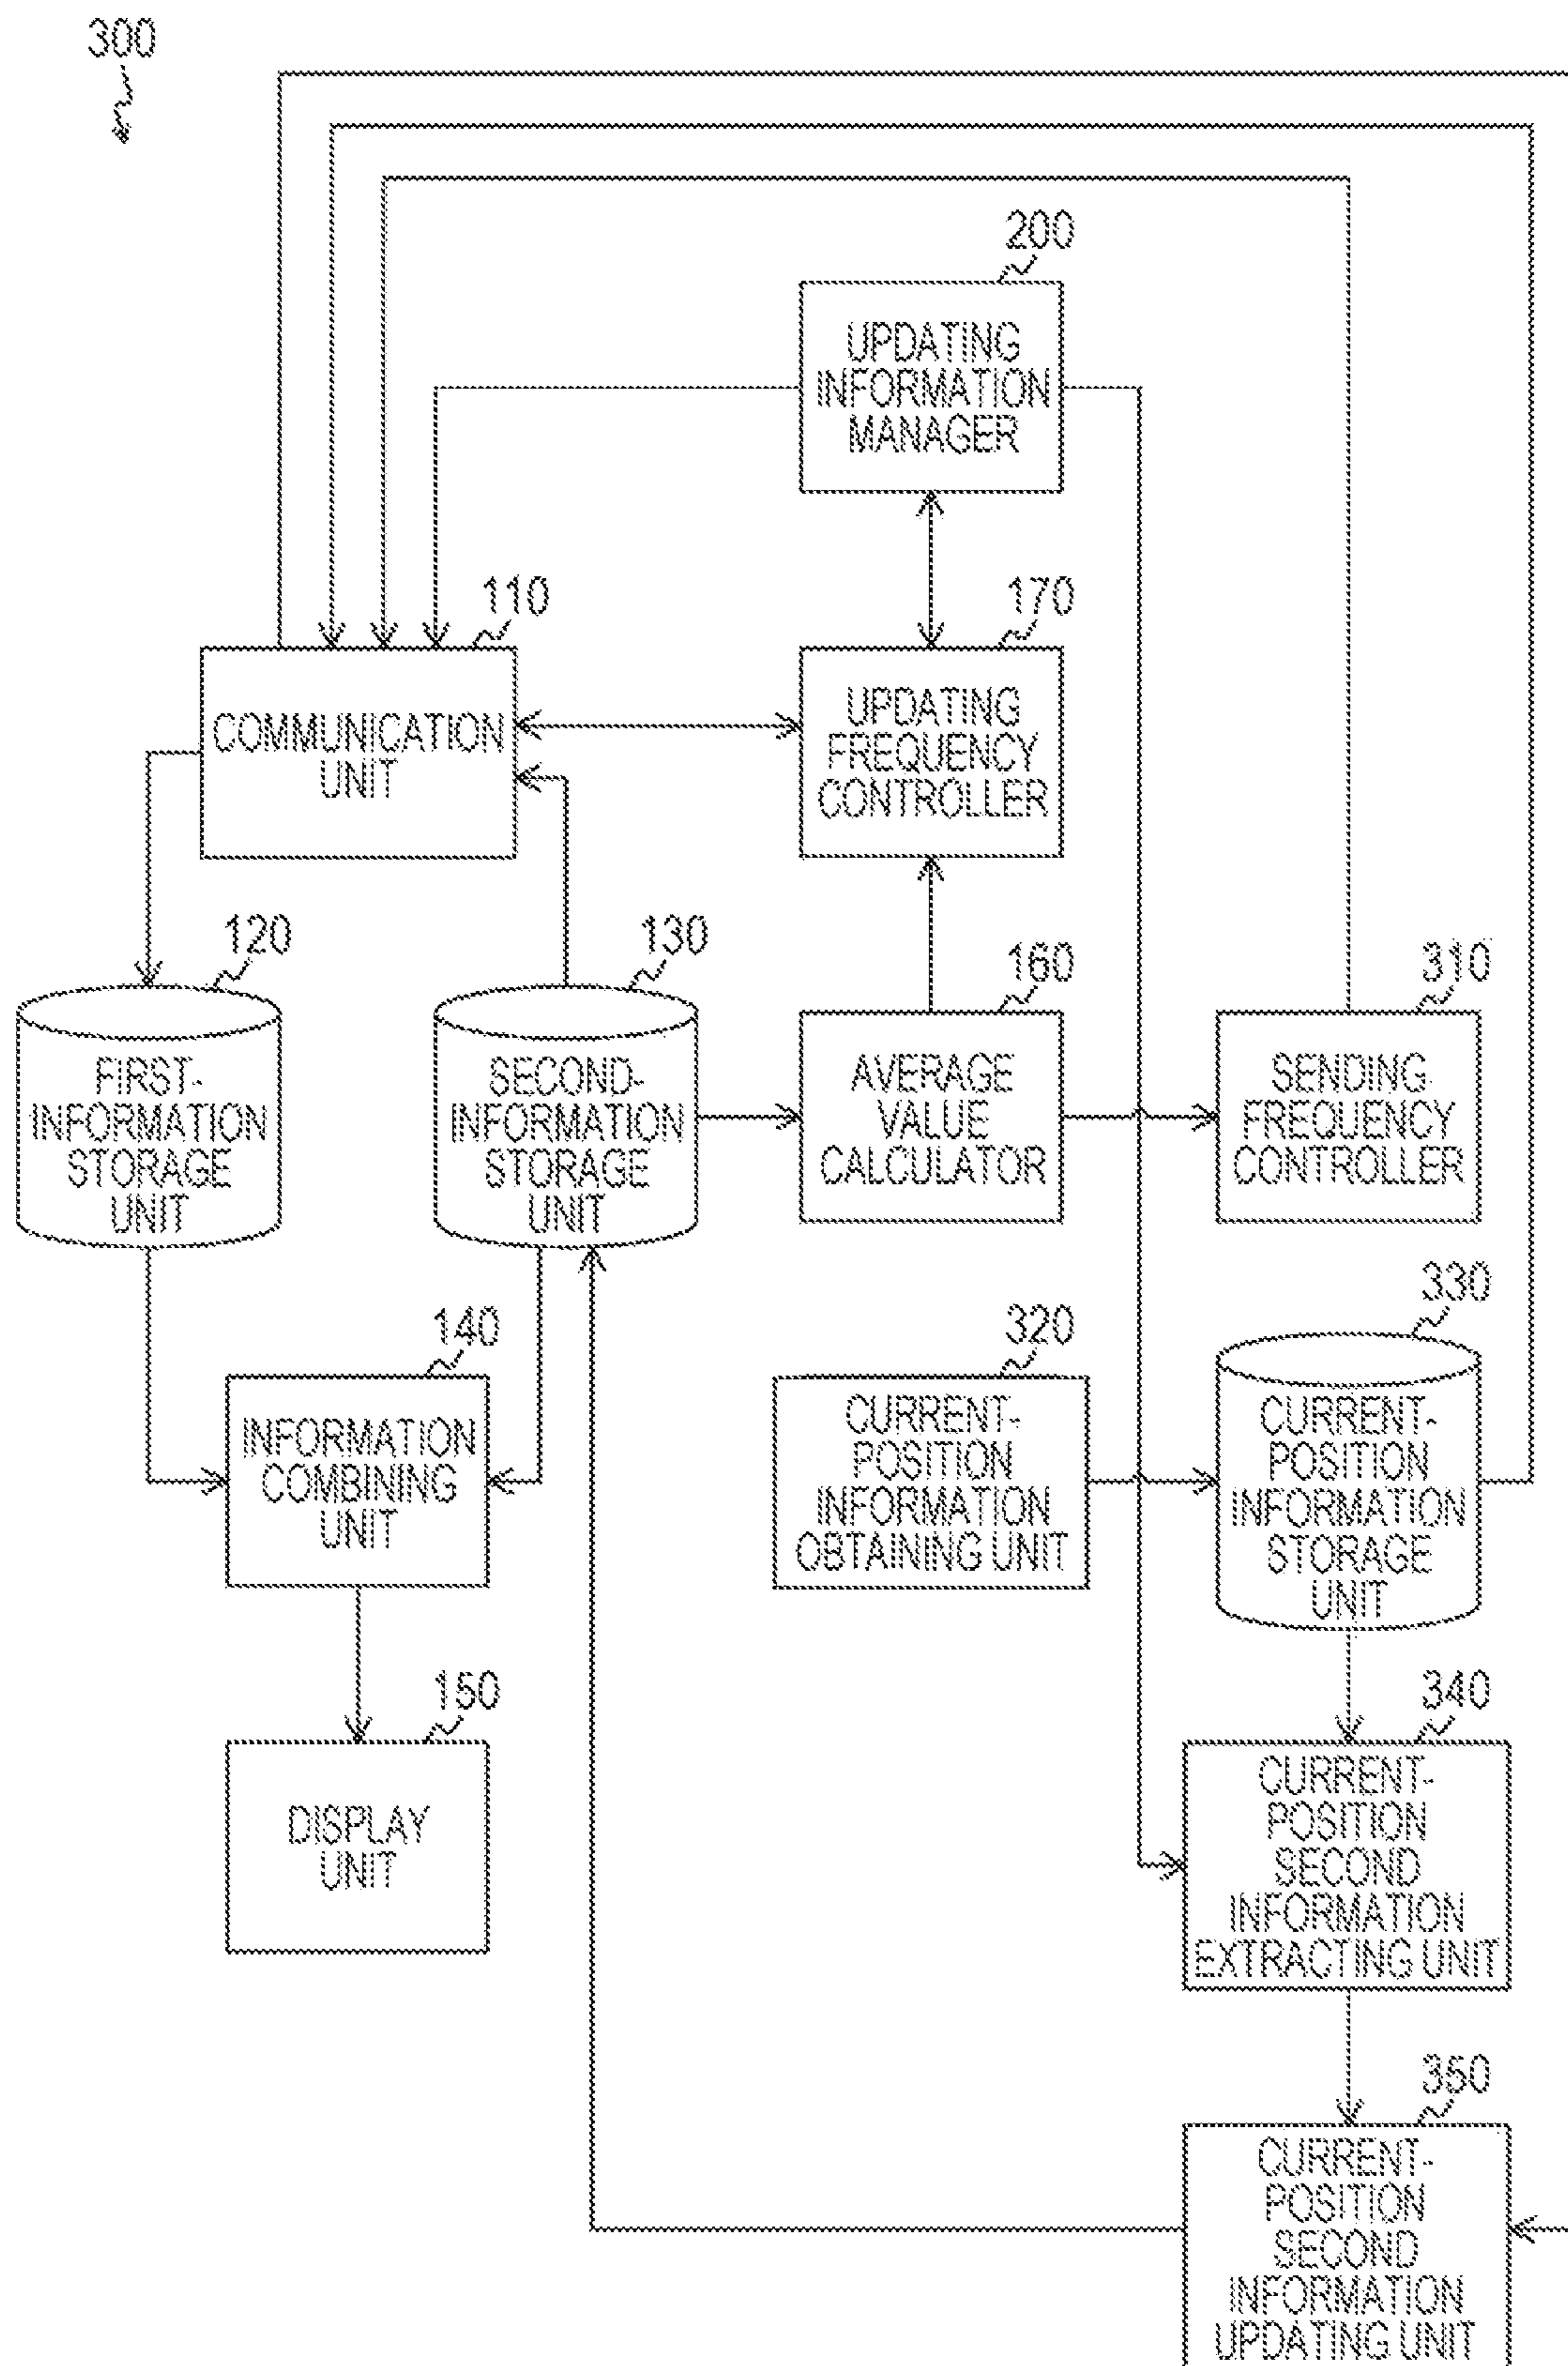 300
200
UPDATING
INFORMATION
MANAGER
110
COMMUNICATION
UNIT
170
UPDATING
FREQUENCY
CONTROLLER
120
FIRST-
INFORMATION
STORAGE
UNIT
130
SECOND-
INFORMATION
STORAGE
UNIT
160
AVERAGE
VALUE
CALCULATOR
310
SENDING
FREQUENCY
CONTROLLER
140
INFORMATION
COMBINING
UNIT
320
CURRENT-
POSITION
INFORMATION
OBTAINING UNIT
330
CURRENT-
POSITION
INFORMATION
STORAGE
UNIT
150
DISPLAY
UNIT
340
CURRENT-
POSITION
SECOND
INFORMATION
EXTRACTING UNIT
350
CURRENT-
POSITION
SECOND
INFORMATION
UPDATING UNIT